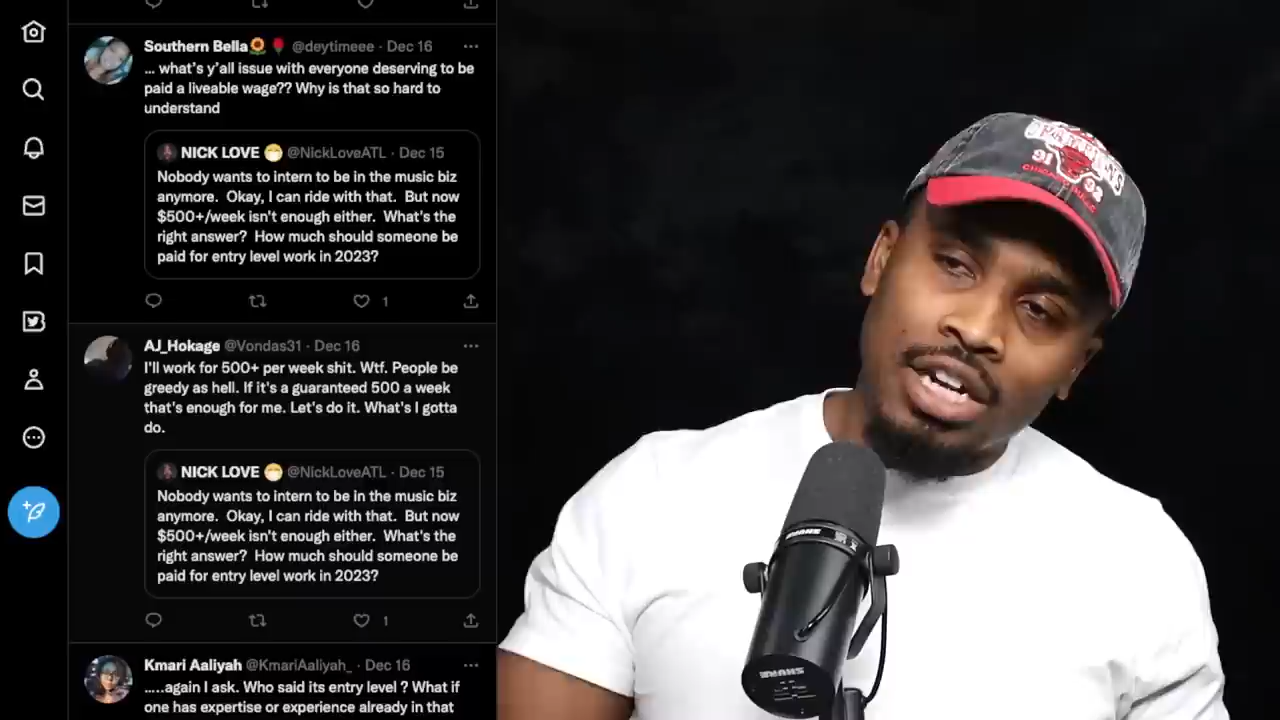 Southern Bella🌻🌹 @deytimeee · Dec 16
... what's y'all issue with everyone deserving to be
paid a liveable wage?? Why is that so hard to
understand
NICK LOVE 😁 @NickLoveATL · Dec 15
Nobody wants to intern to be in the music biz
anymore. Okay, I can ride with that. But now
$500+/week isn't enough either. What's the
right answer? How much should someone be
paid for entry level work in 2023?
1
AJ_Hokage @Vondas31 · Dec 16
I'll work for 500+ per week shit. Wtf. People be
greedy as hell. If it's a guaranteed 500 a week
that's enough for me. Let's do it. What's I gotta
do.
NICK LOVE 😁 @NickLoveATL · Dec 15
Nobody wants to intern to be in the music biz
anymore. Okay, I can ride with that. But now
$500+/week isn't enough either. What's the
right answer? How much should someone be
paid for entry level work in 2023?
1
Kmari Aaliyah @KmariAaliyah_ · Dec 16
.....again I ask. Who said its entry level ? What if
one has expertise or experience already in that
91
92
CHICAGO BULLS
SHURE
SHURE